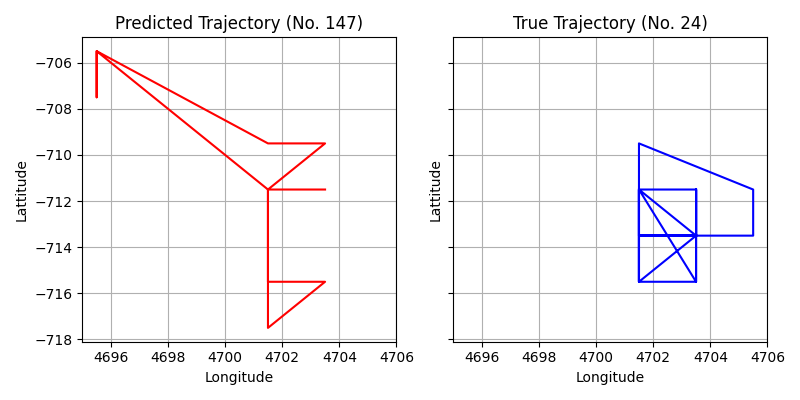 Predicted Trajectory (No. 147)
−706
−708
−710
−712
−714
−716
−718
Lattitude
4696 4698 4700 4702 4704 4706
Longitude
True Trajectory (No. 24)
Lattitude
4696 4698 4700 4702 4704 4706
Longitude